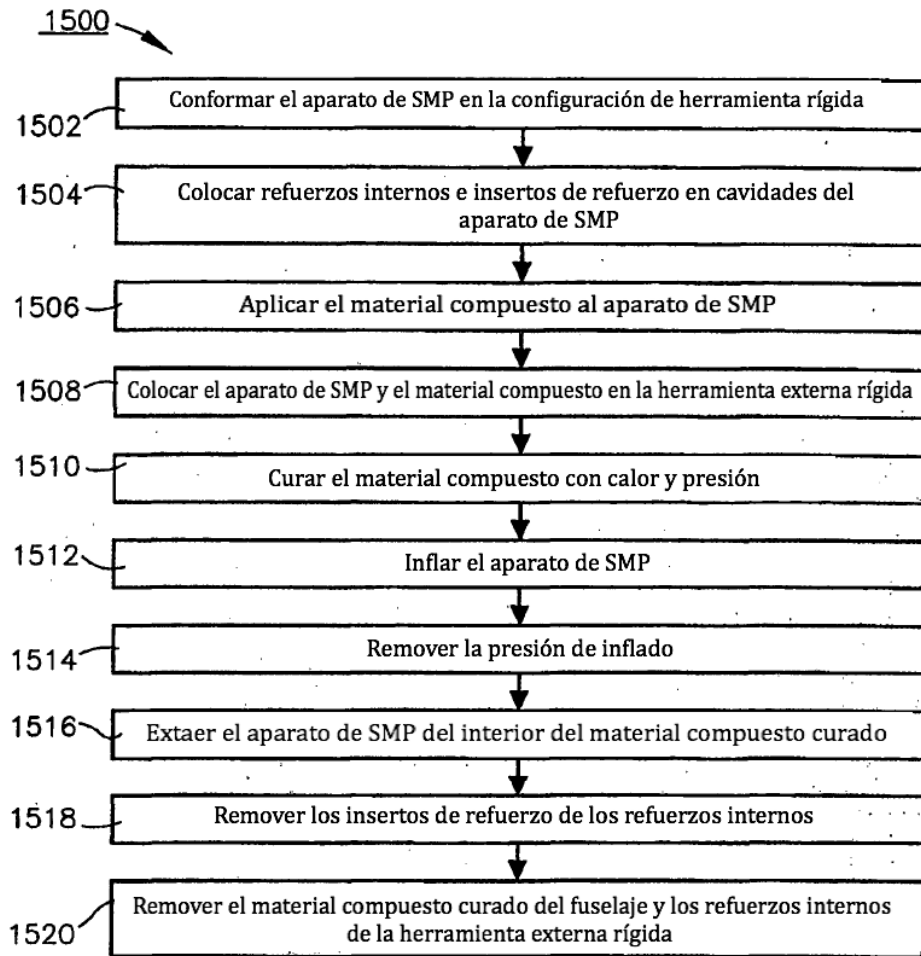 1500
1502
Conformar el aparato de SMP en la configuración de herramienta rígida
1504
Colocar refuerzos internos e insertos de refuerzo en cavidades del
aparato de SMP
1506
Aplicar el material compuesto al aparato de SMP
1508
Colocar el aparato de SMP y el material compuesto en la herramienta externa rígida
1510
Curar el material compuesto con calor y presión
1512
Inflar el aparato de SMP
1514
Remover la presión de inflado
1516
Extaer el aparato de SMP del interior del material compuesto curado
1518
Remover los insertos de refuerzo de los refuerzos internos
1520
Remover el material compuesto curado del fuselaje y los refuerzos internos
de la herramienta externa rígida